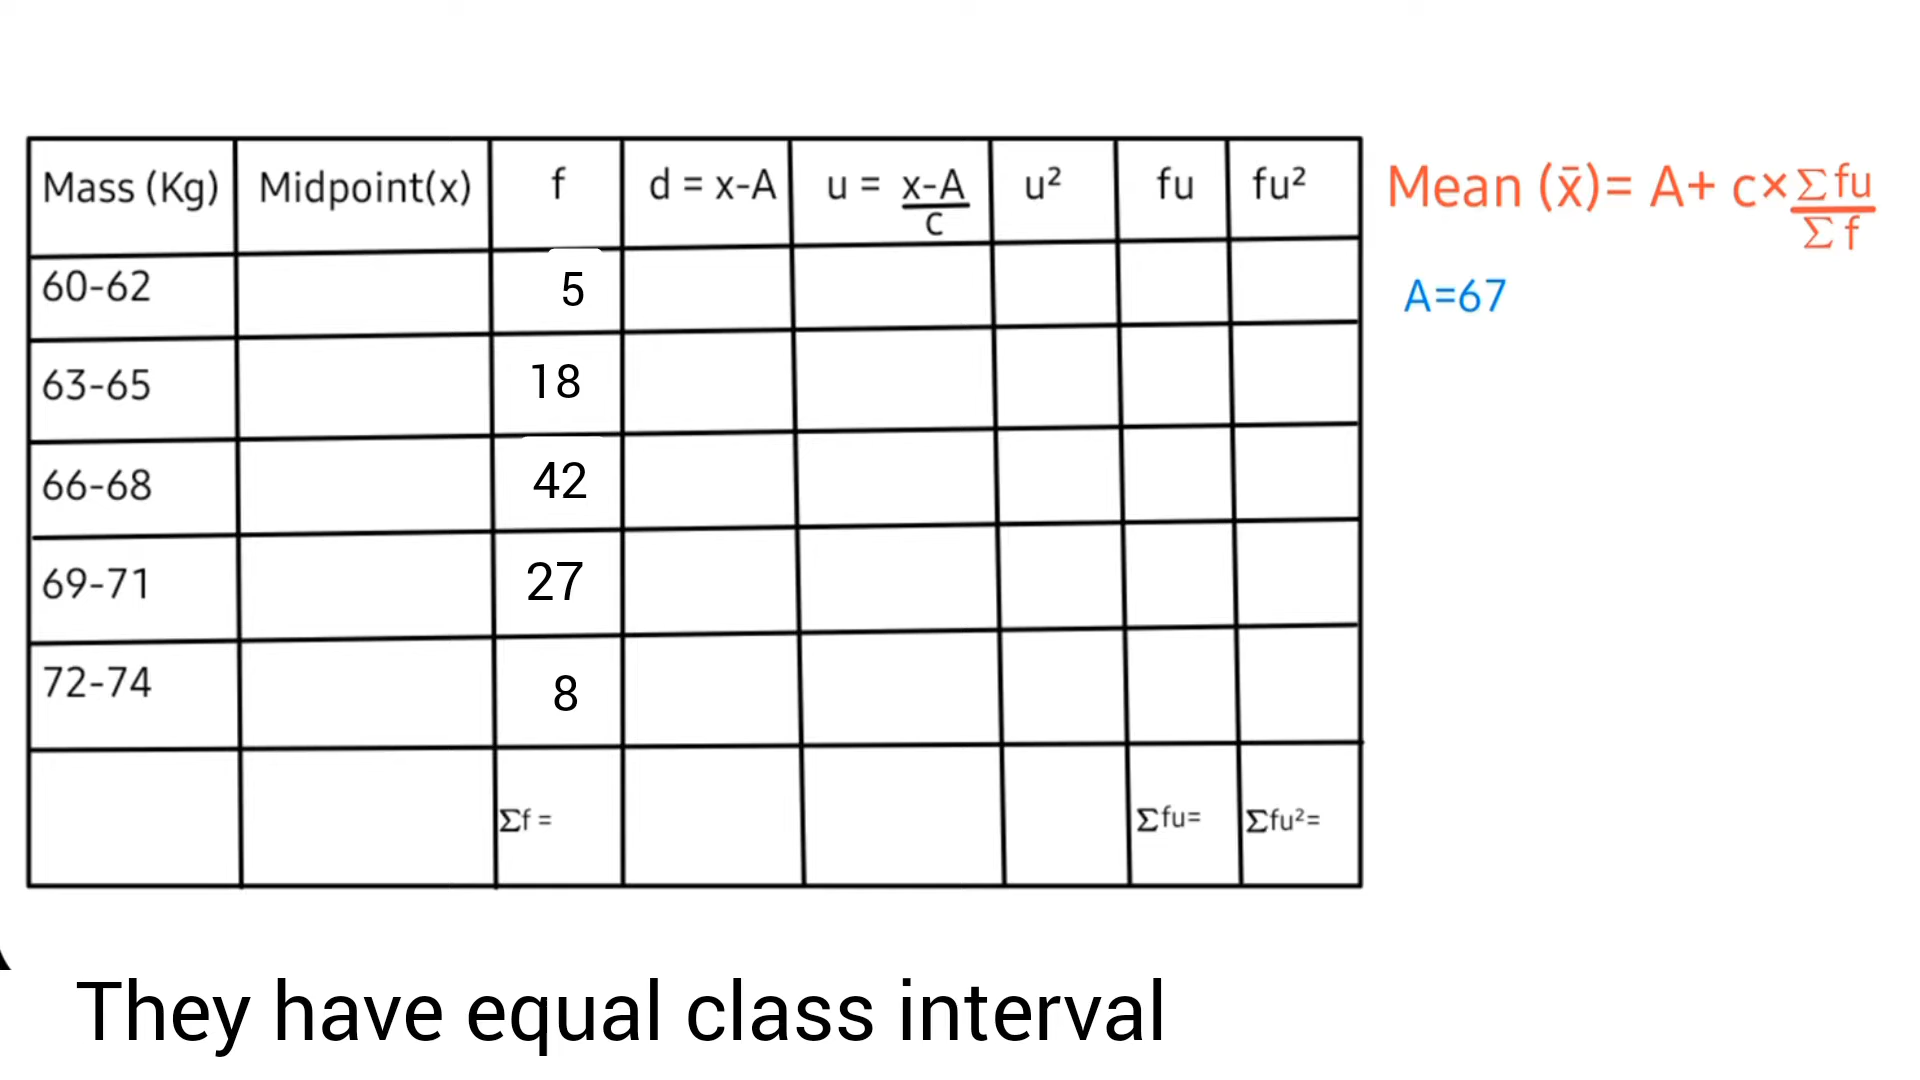 Mass (Kg) Midpoint(x) f d = x-A u = x-A/c u² fu fu²
60-62 5
63-65 18
66-68 42
69-71 27
72-74 8
Σf = Σfu= Σfu²=
Mean (x̄)= A+ c×Σfu/Σf
A=67
They have equal class interval